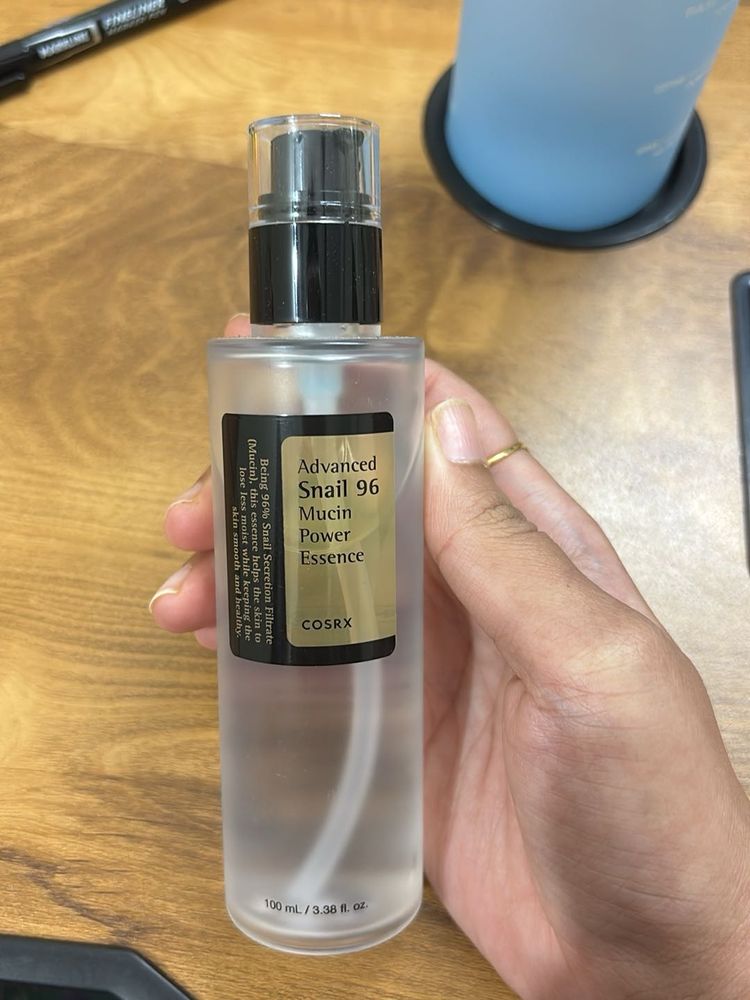 Advanced
Snail 96
Mucin
Power
Essence
COSRX
Being 96% Snail Secretion Filtrate
(Mucin), this essence helps the skin to
lose less moist while keeping the
skin smooth and healthy.
100 mL / 3.38 fl. oz.